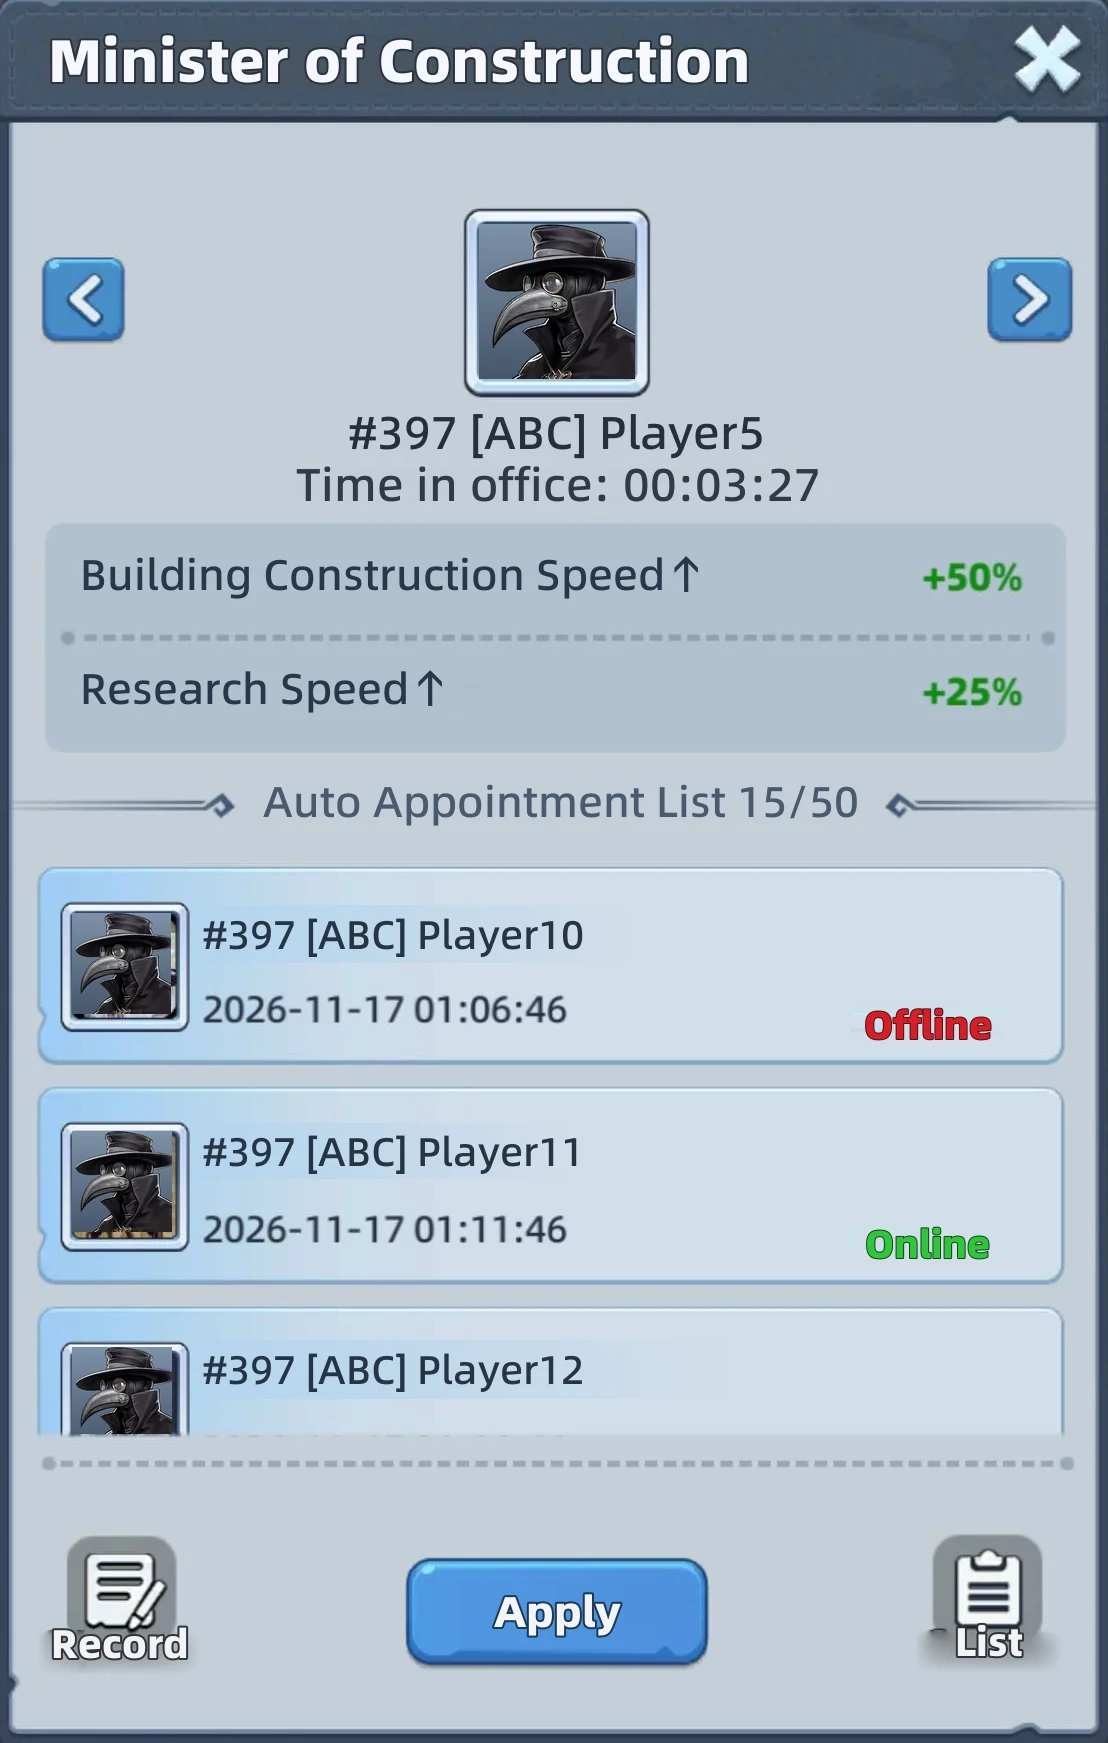 Minister of Construction
#397 [ABC] Player5
Time in office: 00:03:27
Building Construction Speed↑ +50%
Research Speed↑ +25%
Auto Appointment List 15/50
#397 [ABC] Player10
2026-11-17 01:06:46
Offline
#397 [ABC] Player11
2026-11-17 01:11:46
Online
#397 [ABC] Player12
Record
Apply
List